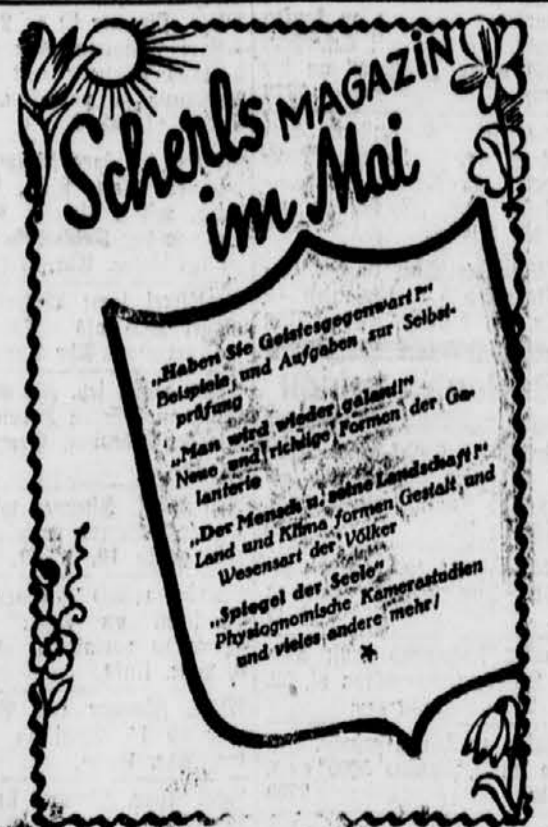 Scherls MAGAZIN
im Mai
„Haben Sie Geistesgegenwart?"
Beispiele und Aufgaben zur Selbst-
prüfung
„Man wird wieder galant!"
Neue und richtige Formen der Ga-
lanterie
„Der Mensch u. seine Landschaft!"
Land und Klima formen Gestalt und
Wesensart der Völker
„Spiegel der Seele"
Physiognomische Kamerastudien
und vieles andere mehr!